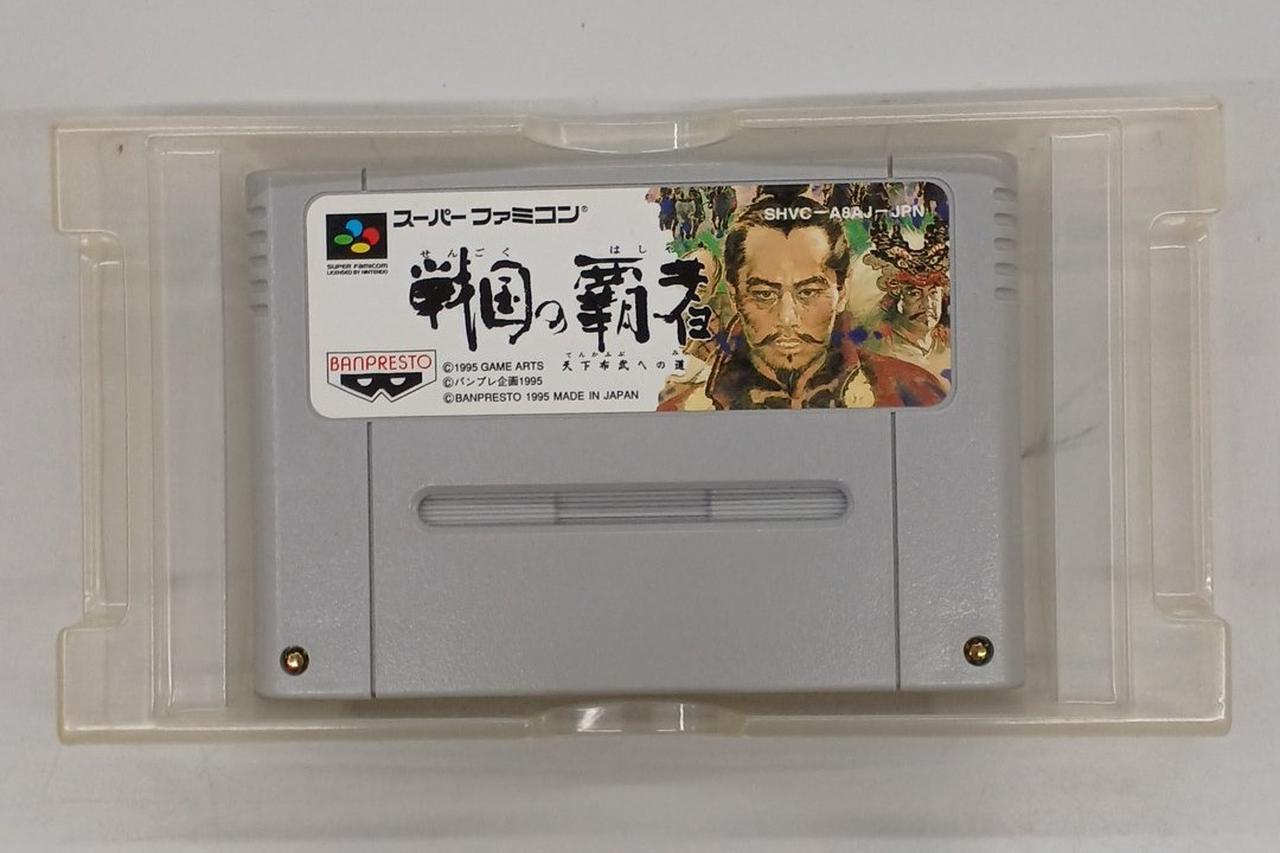 スーパーファミコン®
SHVC－A8AJ－JPN
SUPER FAMICOM
LICENSED BY NINTENDO
せんごく はしゃ
戦国の覇者
てんかふぶ み
天下布武への道
BANPRESTO
©1995 GAME ARTS
©バンプレ企画1995
©BANPRESTO 1995 MADE IN JAPAN